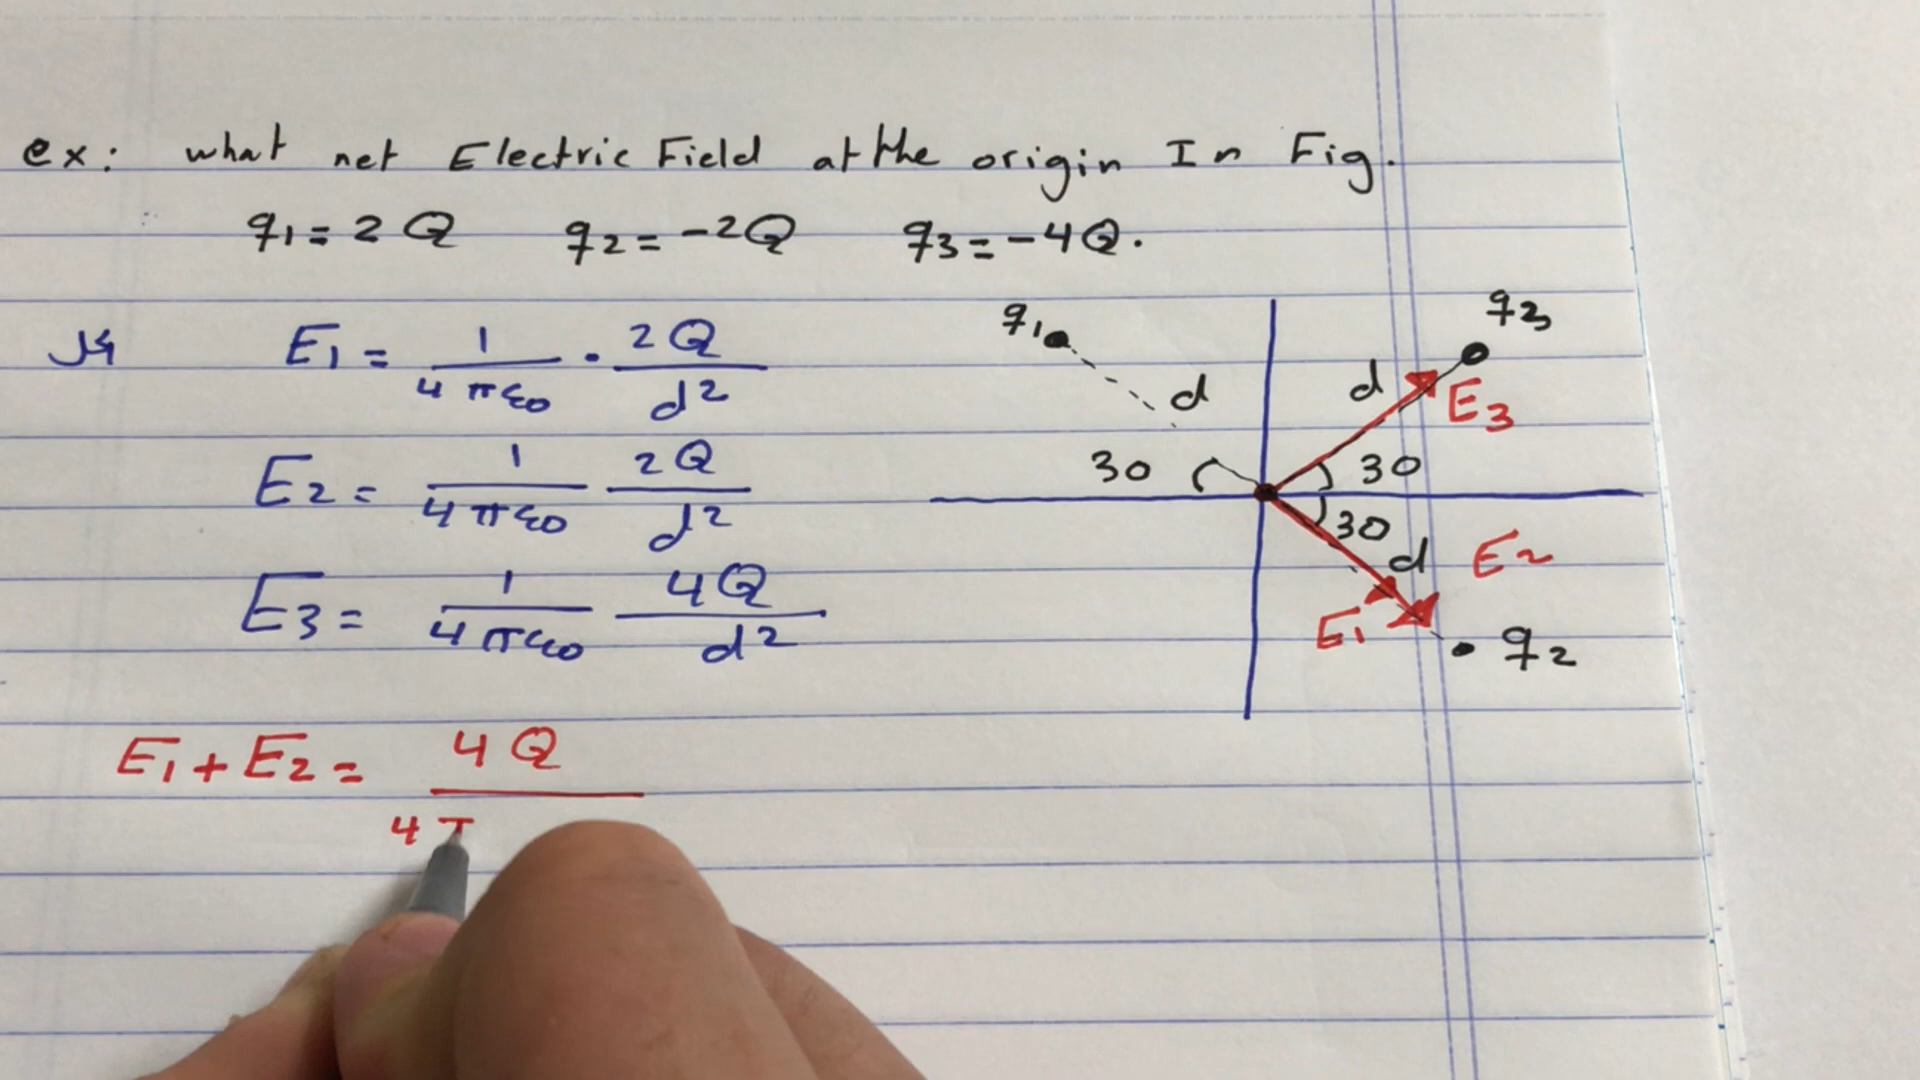 ex: what net Electric Field at the origin In Fig.
q1 = 2Q q2 = -2Q q3 = -4Q.
E1 = 1/4πε0 . 2Q/d²
E2 = 1/4πε0 2Q/d²
E3 = 1/4πε0 4Q/d²
E1 + E2 = 4Q/4π
q1
q3
d
d
E3
30
30
30
d
E2
E1
q2